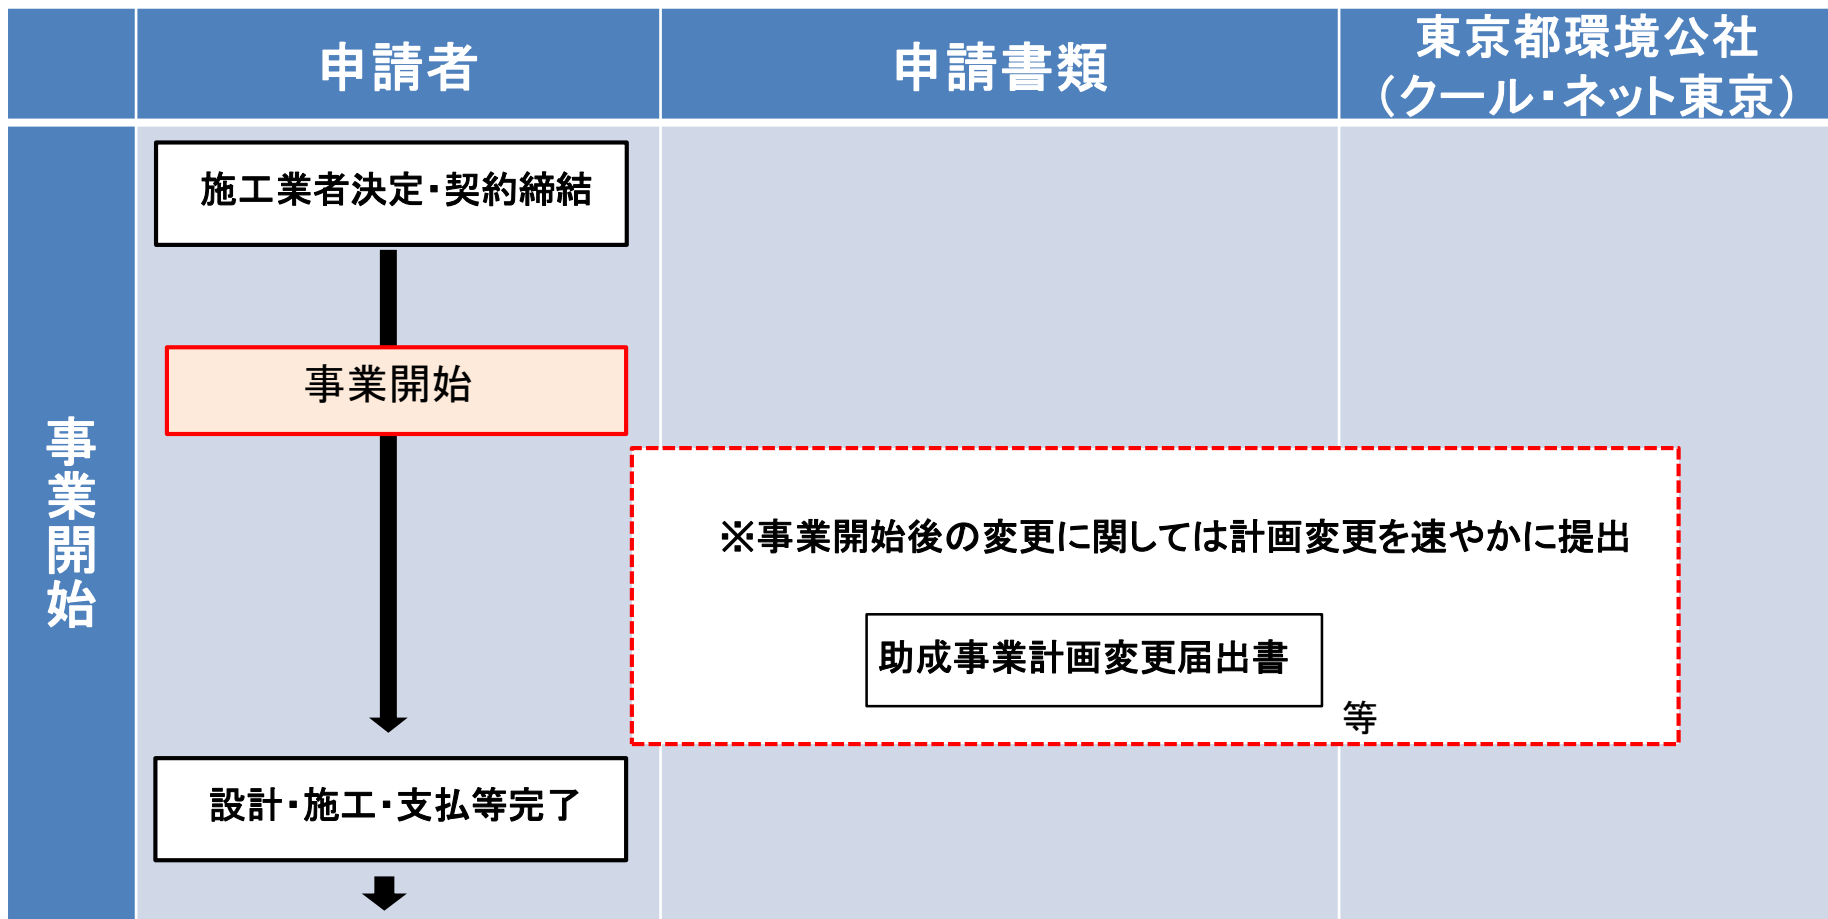 申請者
申請書類
東京都環境公社
（クール・ネット東京）
事業開始
施工業者決定・契約締結
事業開始
※事業開始後の変更に関しては計画変更を速やかに提出
助成事業計画変更届出書
等
設計・施工・支払等完了